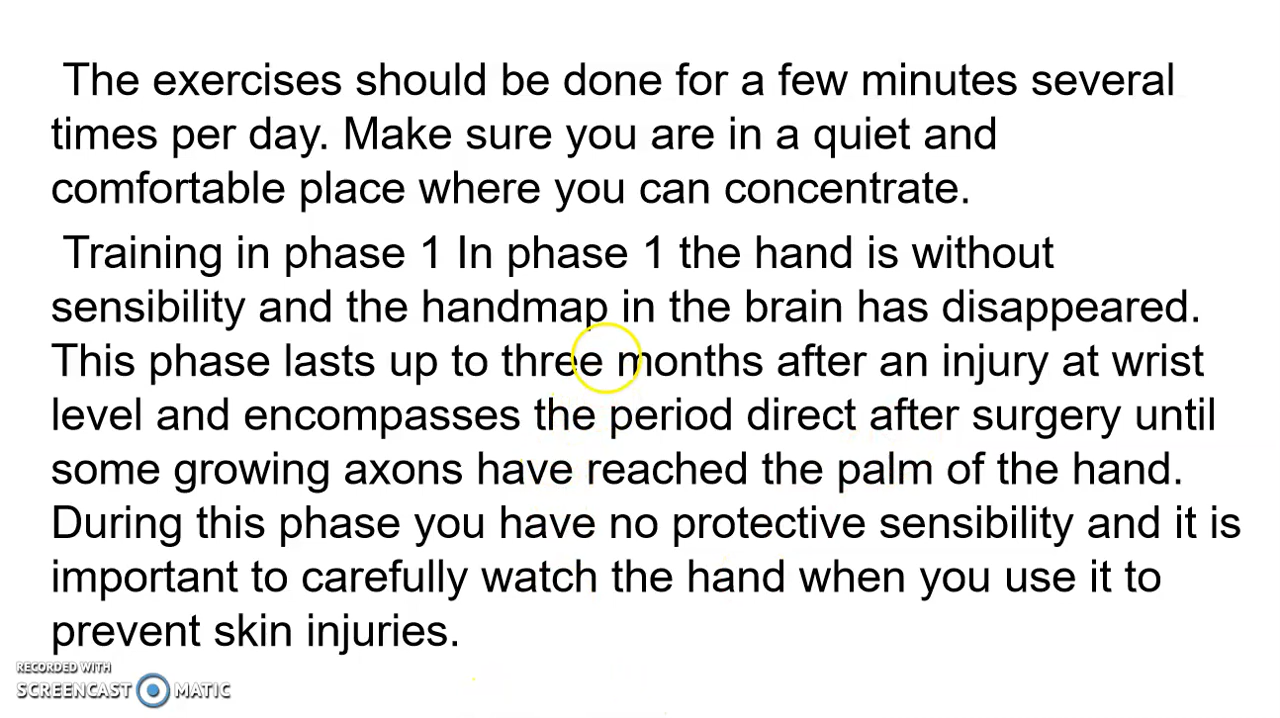 The exercises should be done for a few minutes several
times per day. Make sure you are in a quiet and
comfortable place where you can concentrate.
Training in phase 1 In phase 1 the hand is without
sensibility and the handmap in the brain has disappeared.
This phase lasts up to three months after an injury at wrist
level and encompasses the period direct after surgery until
some growing axons have reached the palm of the hand.
During this phase you have no protective sensibility and it is
important to carefully watch the hand when you use it to
prevent skin injuries.
RECORDED WITH
SCREENCAST MATIC